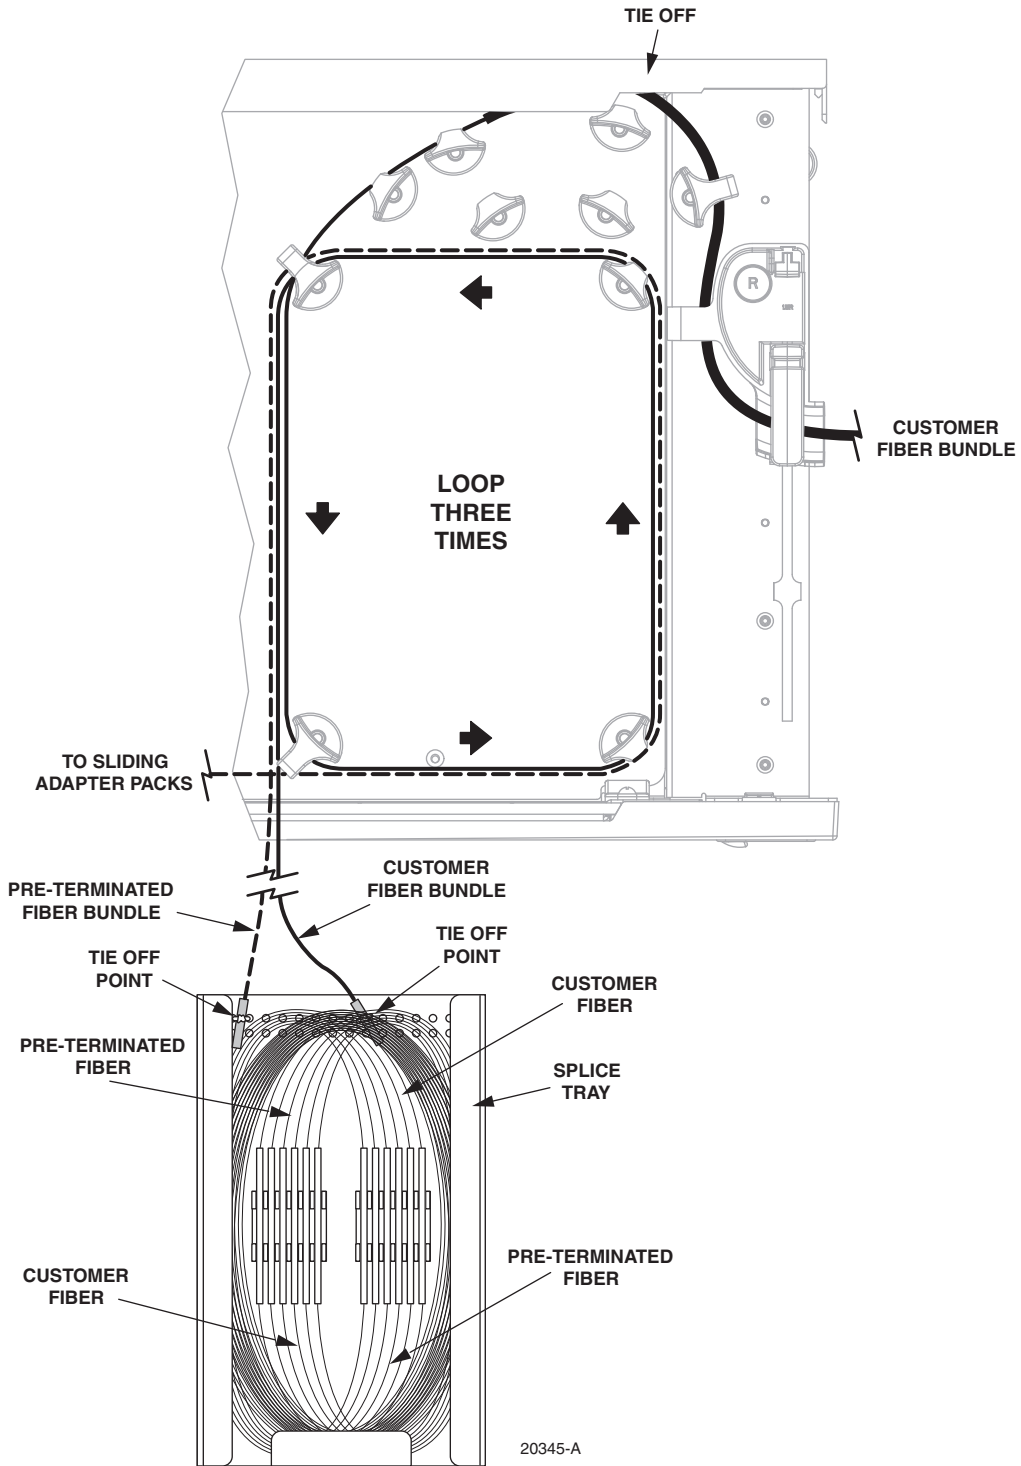 TIE OFF
R
CUSTOMER
FIBER BUNDLE
LOOP
THREE
TIMES
TO SLIDING
ADAPTER PACKS
PRE-TERMINATED
FIBER BUNDLE
CUSTOMER
FIBER BUNDLE
TIE OFF
POINT
TIE OFF
POINT
CUSTOMER
FIBER
PRE-TERMINATED
FIBER
SPLICE
TRAY
PRE-TERMINATED
FIBER
CUSTOMER
FIBER
20345-A